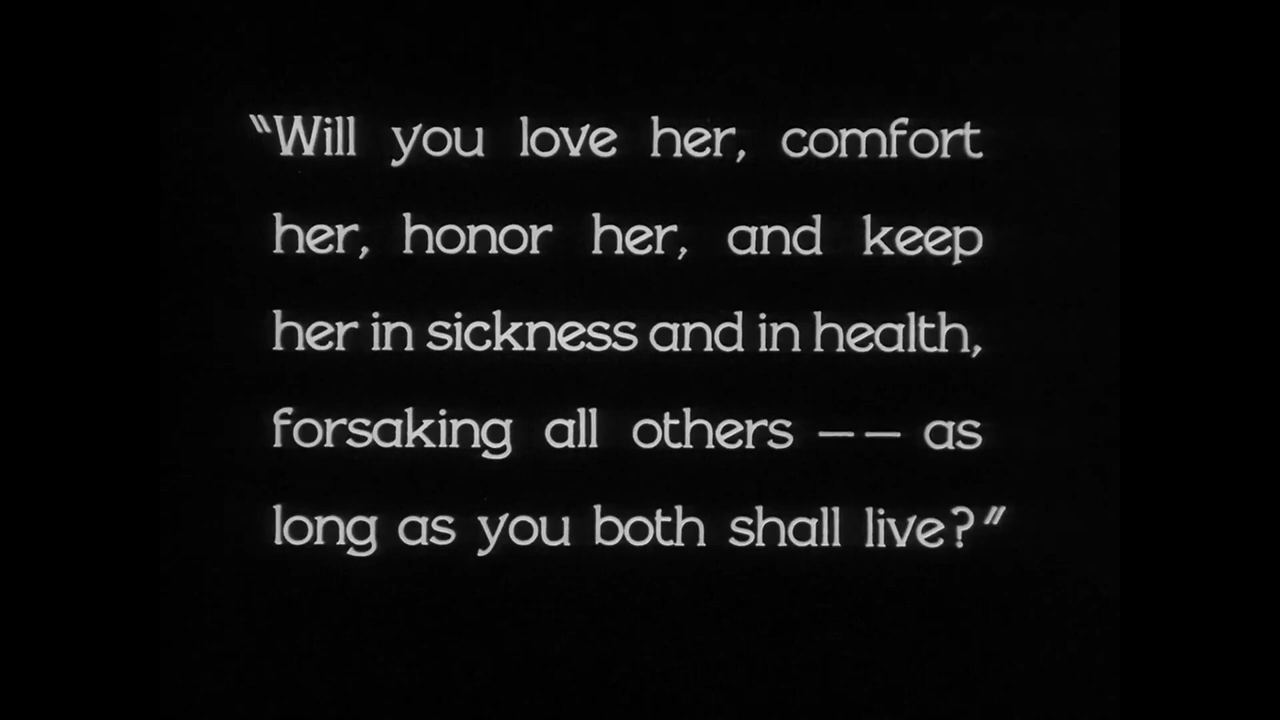 “Will you love her, comfort
her, honor her, and keep
her in sickness and in health,
forsaking all others –– as
long as you both shall live?”